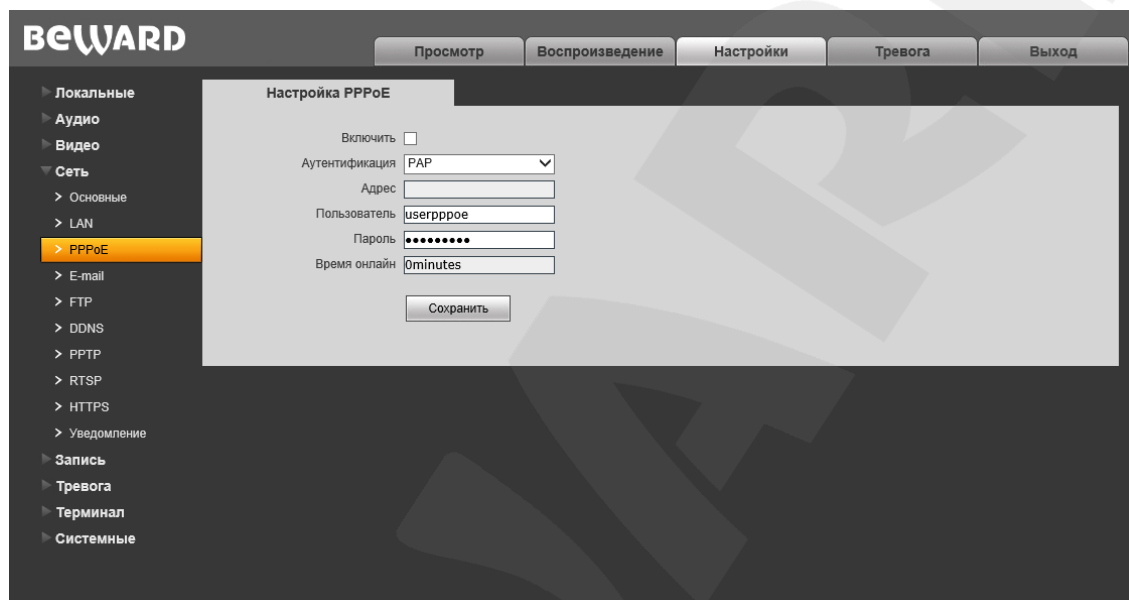 BEWARD
Просмотр
Воспроизведение
Настройки
Тревога
Выход
Локальные
Аудио
Видео
Сеть
Основные
LAN
PPPoE
E-mail
FTP
DDNS
PPTP
RTSP
HTTPS
Уведомление
Запись
Тревога
Терминал
Системные
Настройка PPPoE
Включить
Аутентификация PAP
Адрес
Пользователь userpppoe
Пароль •••••••••
Время онлайн 0minutes
Сохранить